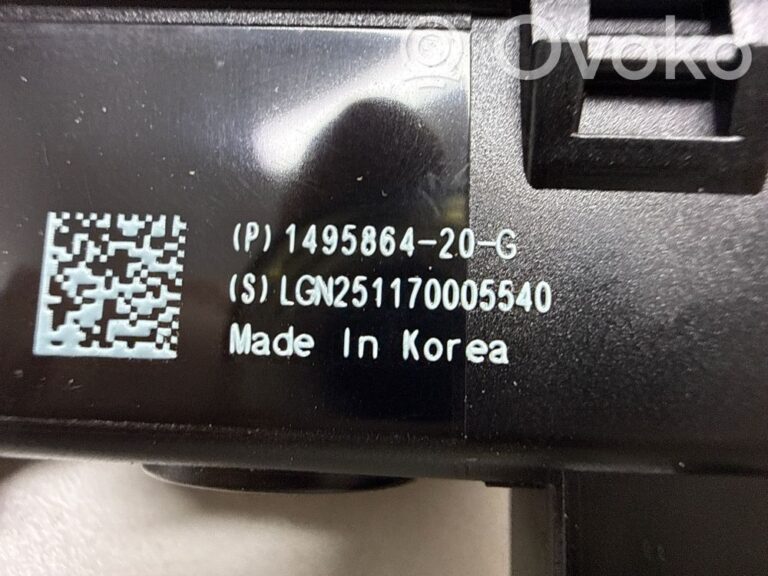 Ovoko
(P) 1495864-20-G
(S) LGN251170005540
Made In Korea